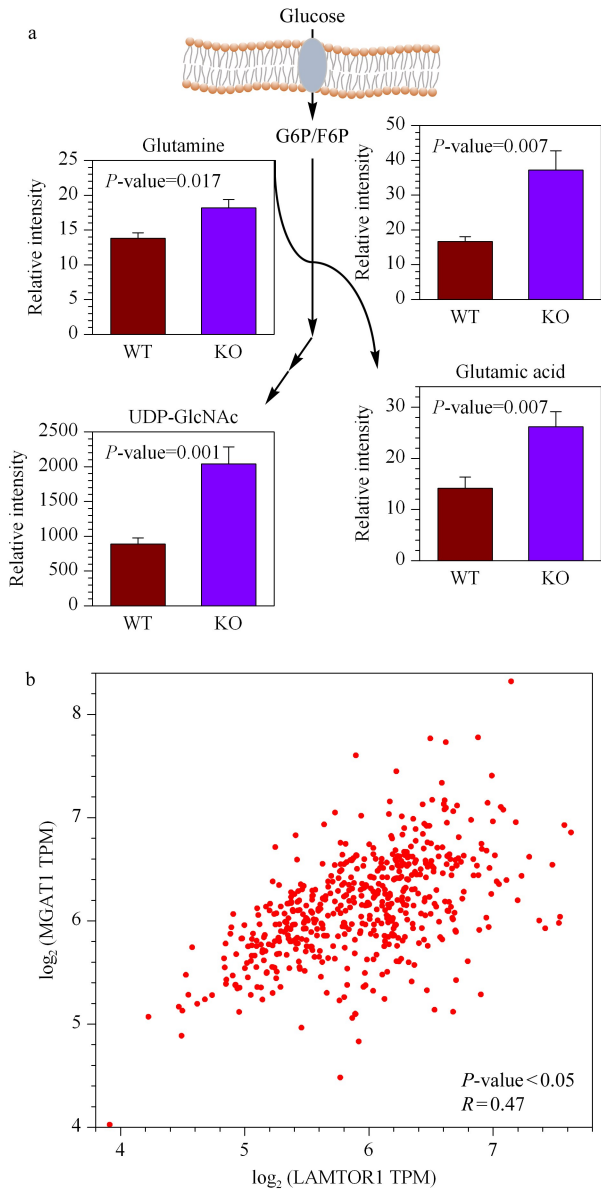 a
Glucose
G6P/F6P
Glutamine
P-value=0.017
Relative intensity
25
20
15
10
5
0
WT
KO
P-value=0.007
Relative intensity
50
40
30
20
10
0
WT
KO
UDP-GlcNAc
P-value=0.001
Relative intensity
2500
2000
1000
1000
500
0
WT
KO
Glutamic acid
P-value=0.007
Relative intensity
30
20
10
0
WT
KO
b
log2 (MGAT1 TPM)
8
7
6
5
4
P-value<0.05
R=0.47
4
5
6
7
log2 (LAMTOR1 TPM)